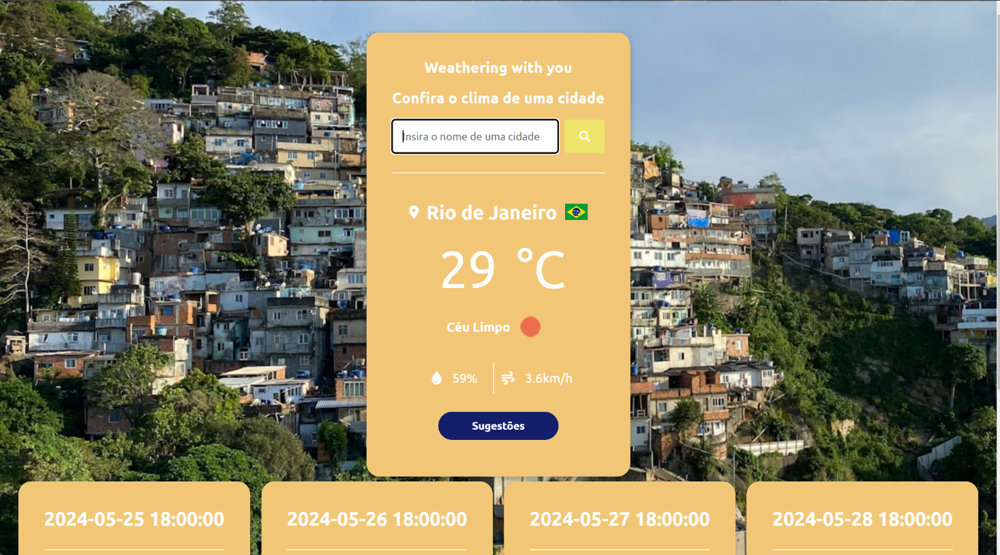 Weathering with you
Confira o clima de uma cidade
Insira o nome de uma cidade
Rio de Janeiro
29 °C
Céu Limpo
59% 3.6km/h
Sugestões
2024-05-25 18:00:00 2024-05-26 18:00:00 2024-05-27 18:00:00 2024-05-28 18:00:00